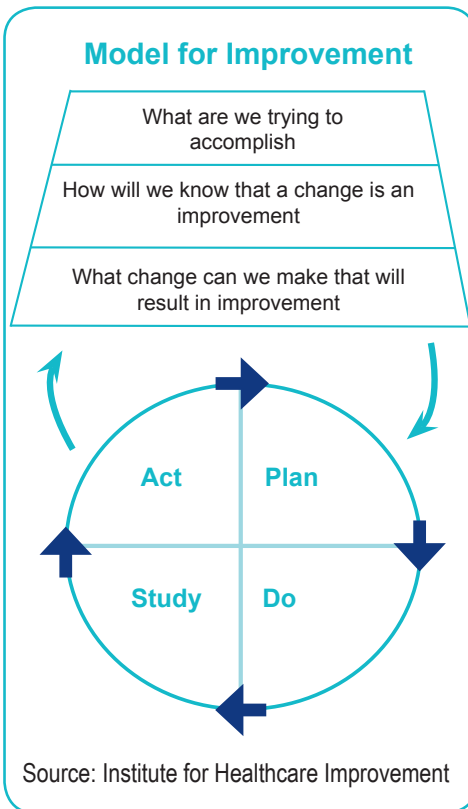 Model for Improvement
What are we trying to
accomplish
How will we know that a change is an
improvement
What change can we make that will
result in improvement
Act
Plan
Study
Do
Source: Institute for Healthcare Improvement